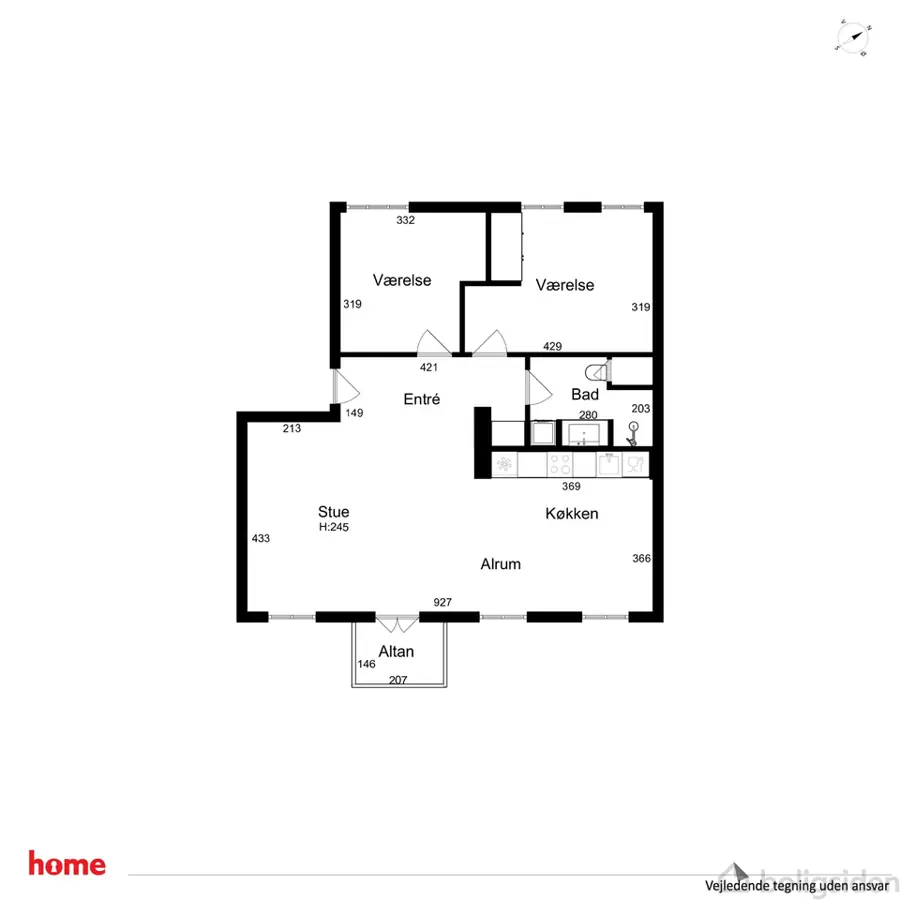 V
N
S
Ø
332
Værelse
Værelse
319
319
429
421
Entré
149
Bad
203
280
213
369
Stue
H:245
Køkken
433
366
Alrum
927
Altan
146
207
home
boligsiden
Vejledende tegning uden ansvar